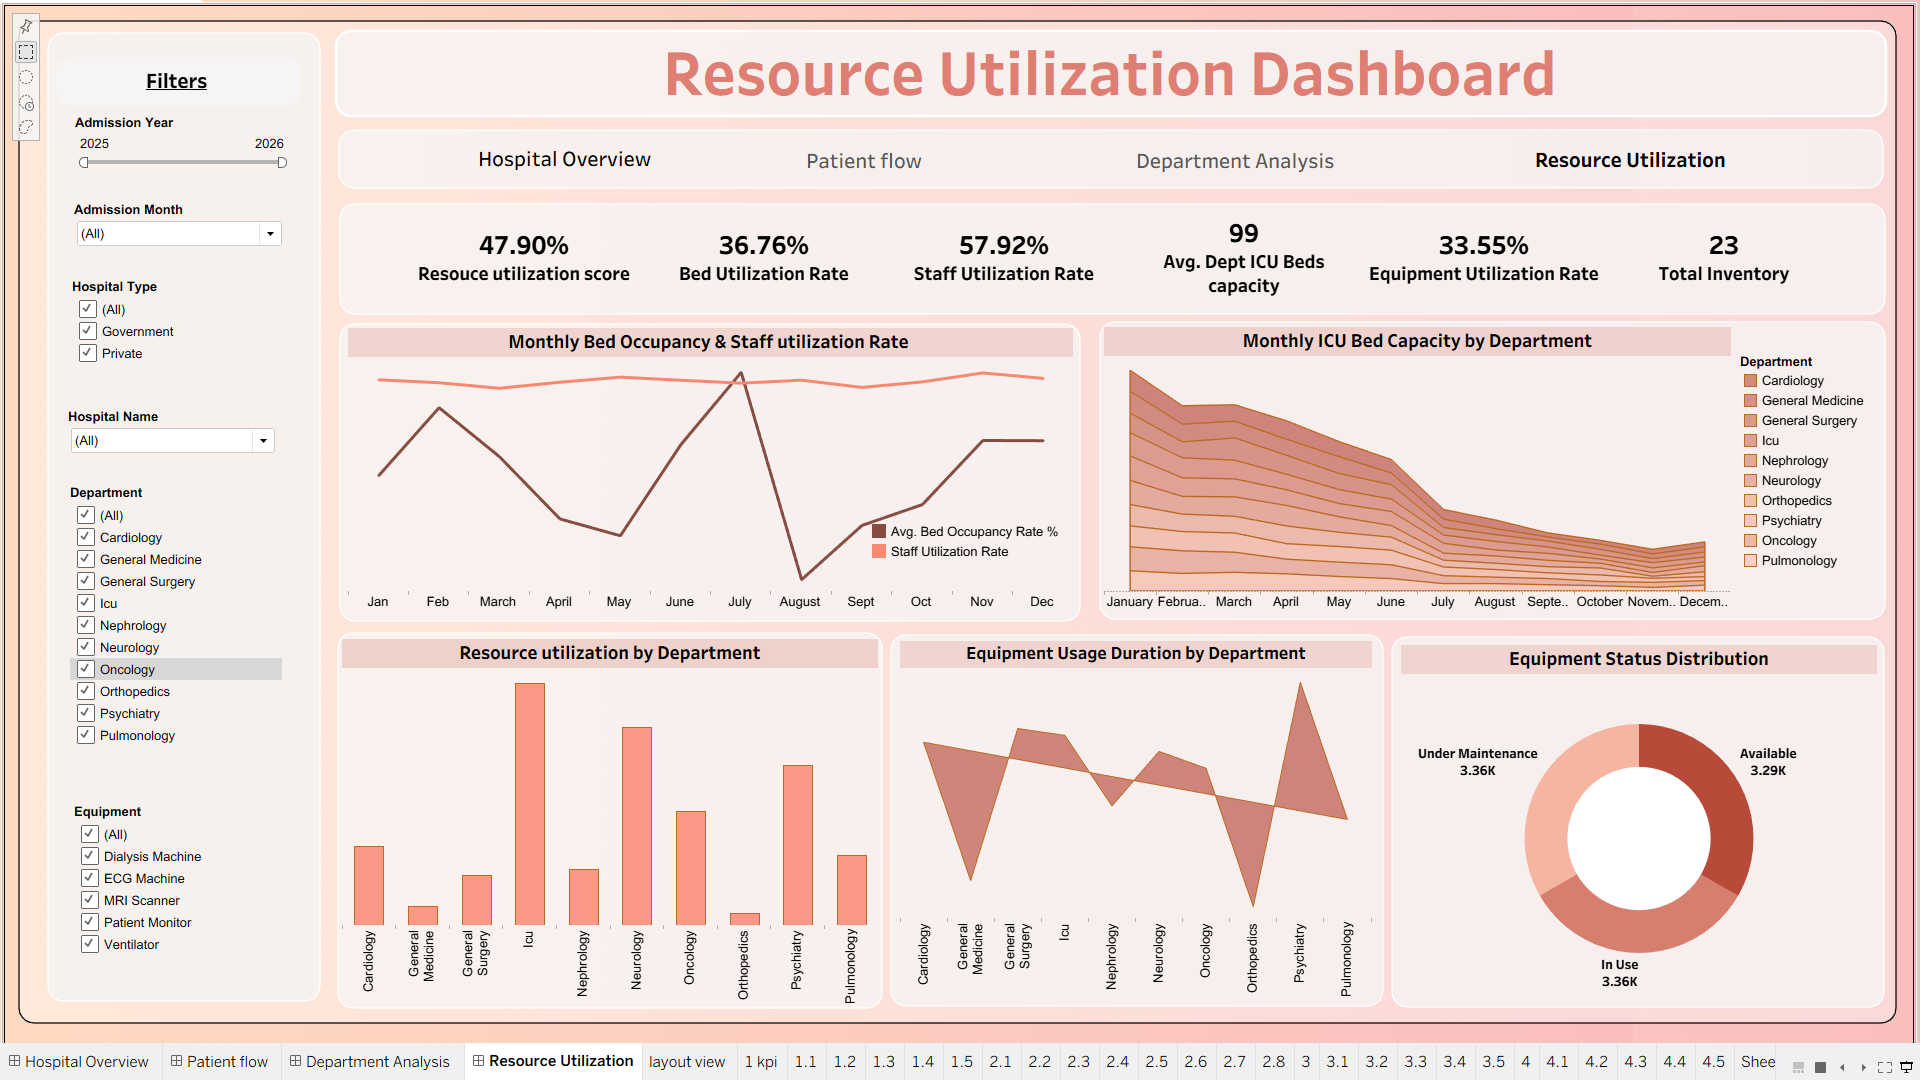 Filters
Admission Year
2025 2026
Admission Month
(All)
Hospital Type
(All)
Government
Private
Hospital Name
(All)
Department
(All)
Cardiology
General Medicine
General Surgery
Icu
Nephrology
Neurology
Oncology
Orthopedics
Psychiatry
Pulmonology
Equipment
(All)
Dialysis Machine
ECG Machine
MRI Scanner
Patient Monitor
Ventilator
Resource Utilization Dashboard
Hospital Overview Patient flow Department Analysis Resource Utilization
47.90%
Resouce utilization score
36.76%
Bed Utilization Rate
57.92%
Staff Utilization Rate
99
Avg. Dept ICU Beds
capacity
33.55%
Equipment Utilization Rate
23
Total Inventory
Monthly Bed Occupancy & Staff utilization Rate
Avg. Bed Occupancy Rate %
Staff Utilization Rate
Jan Feb March April May June July August Sept Oct Nov Dec
Monthly ICU Bed Capacity by Department
January Februa.. March April May June July August Septe.. October Novem.. Decem..
Department
Cardiology
General Medicine
General Surgery
Icu
Nephrology
Neurology
Orthopedics
Psychiatry
Oncology
Pulmonology
Resource utilization by Department
Cardiology
General
Medicine
General
Surgery
Icu
Nephrology
Neurology
Oncology
Orthopedics
Psychiatry
Pulmonology
Equipment Usage Duration by Department
Cardiology
General
Medicine
General
Surgery
Icu
Nephrology
Neurology
Oncology
Orthopedics
Psychiatry
Pulmonology
Equipment Status Distribution
Under Maintenance
3.36K
Available
3.29K
In Use
3.36K
Hospital Overview Patient flow Department Analysis Resource Utilization layout view 1 kpi 1.1 1.2 1.3 1.4 1.5 2.1 2.2 2.3 2.4 2.5 2.6 2.7 2.8 3 3.1 3.2 3.3 3.4 3.5 4 4.1 4.2 4.3 4.4 4.5 Shee